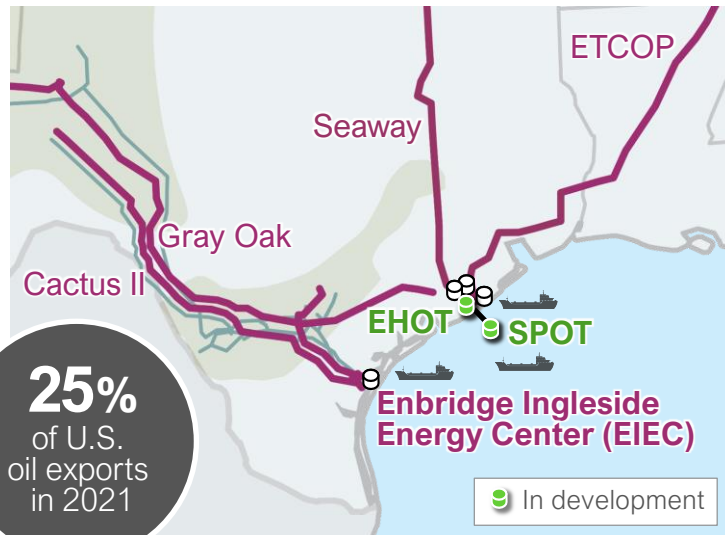 ETCOP
Seaway
Gray Oak
Cactus II
EHOT
SPOT
25%
of U.S.
oil exports
in 2021
Enbridge Ingleside
Energy Center (EIEC)
In development